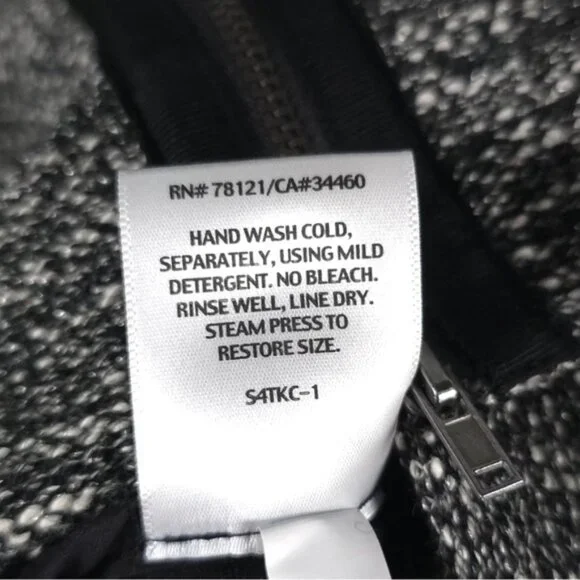 RN# 78121/CA#34460
HAND WASH COLD,
SEPARATELY, USING MILD
DETERGENT. NO BLEACH.
RINSE WELL, LINE DRY.
STEAM PRESS TO
RESTORE SIZE.
S4TKC-1